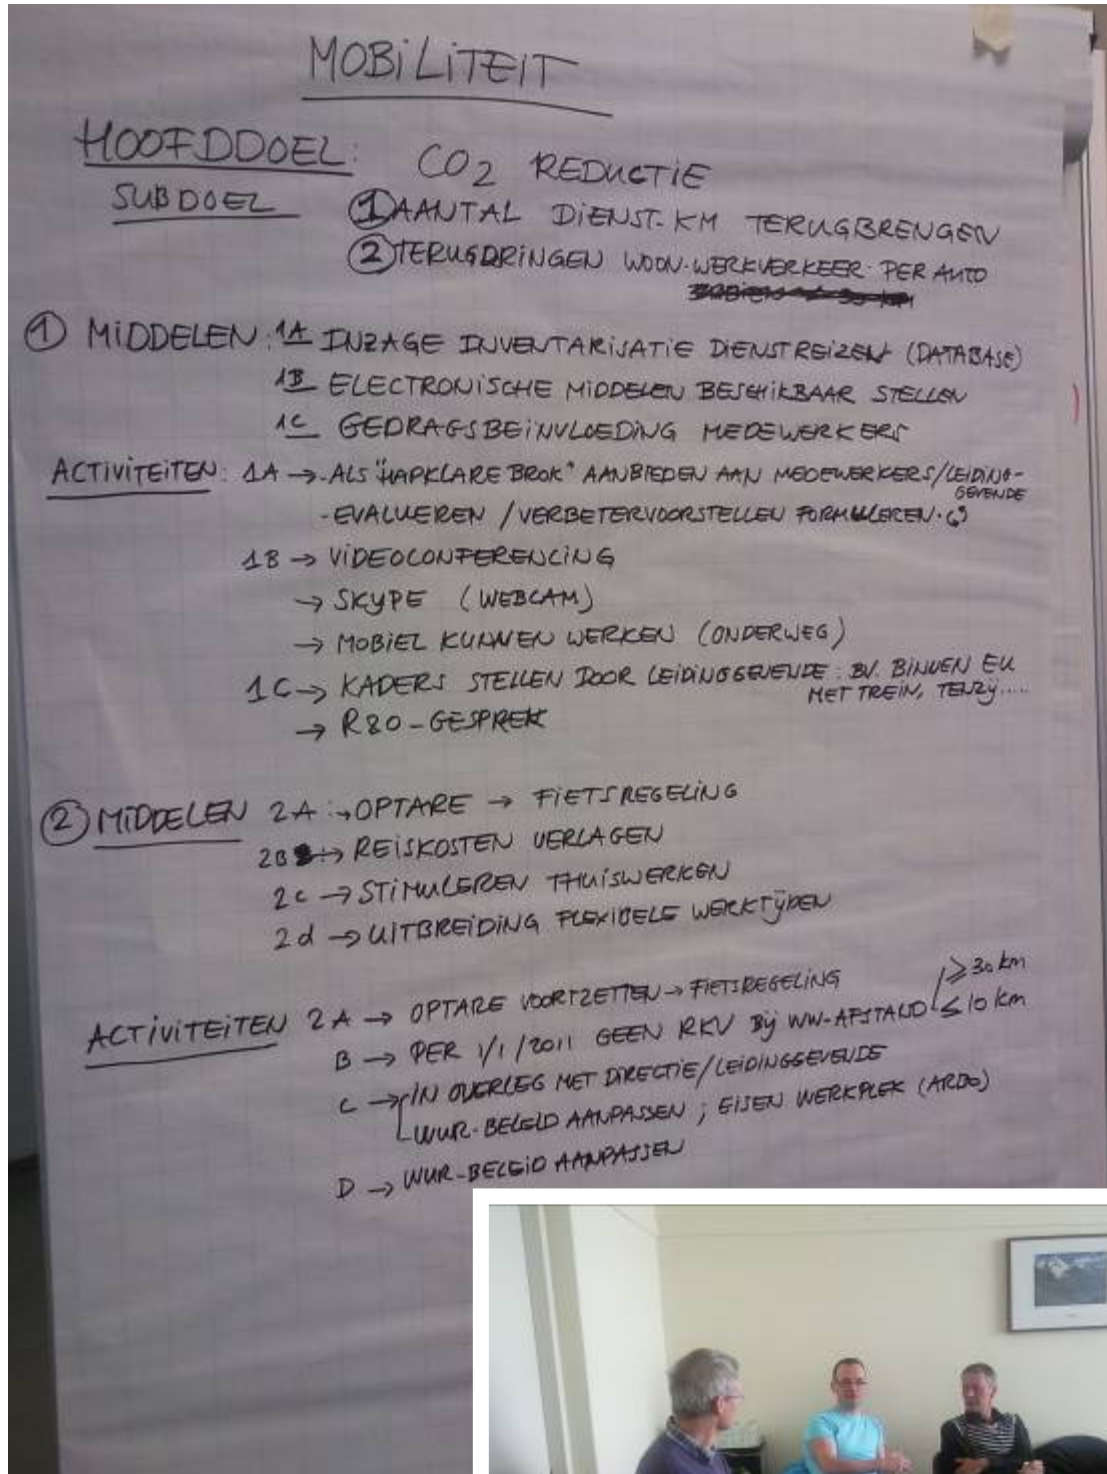 MOBILITEIT
HOOFDDOEL: CO2 REDUCTIE
SUBDOEL ① AANTAL DIENST-KM TERUGBRENGEN
② TERUGDRINGEN WOON-WERKVERKEER PER AUTO
① MIDDELEN: 1A INZAGE INVENTARISATIE DIENSTREIZEN (DATABASE)
1B ELECTRONISCHE MIDDELEN BESCHIKBAAR STELLEN
1C GEDRAGSBEINVLOEDING MEDEWERKERS
ACTIVITEITEN: 1A → - ALS "HAPKLARE BROK" AANBIEDEN AAN MEDEWERKERS/LEIDING-
GEVENDE
- EVALUEREN / VERBETERVOORSTELLEN FORMULEREN.
1B → VIDEOCONFERENCING
→ SKYPE (WEBCAM)
→ MOBIEL KUNNEN WERKEN (ONDERWEG)
1C → KADERS STELLEN DOOR LEIDINGGEVENDE: BV. BINNEN EU
MET TREIN, TENZIJ.....
→ R&O-GESPREK
② MIDDELEN 2A: → OPTARE → FIETSREGELING
2B → REISKOSTEN VERLAGEN
2c → STIMULEREN THUISWERKEN
2d → UITBREIDING FLEXIBELE WERKTIJDEN
ACTIVITEITEN 2A → OPTARE VOORTZETTEN → FIETSREGELING
≥ 30 km
B → PER 1/1/2011 GEEN RKV BIJ WW-AFSTAND ≤ 10 km
C → IN OVERLEG MET DIRECTIE/LEIDINGGEVENDE
WUR-BELEID AANPASSEN; EISEN WERKPLEK (ARBO)
D → WUR-BELEID AANPASSEN